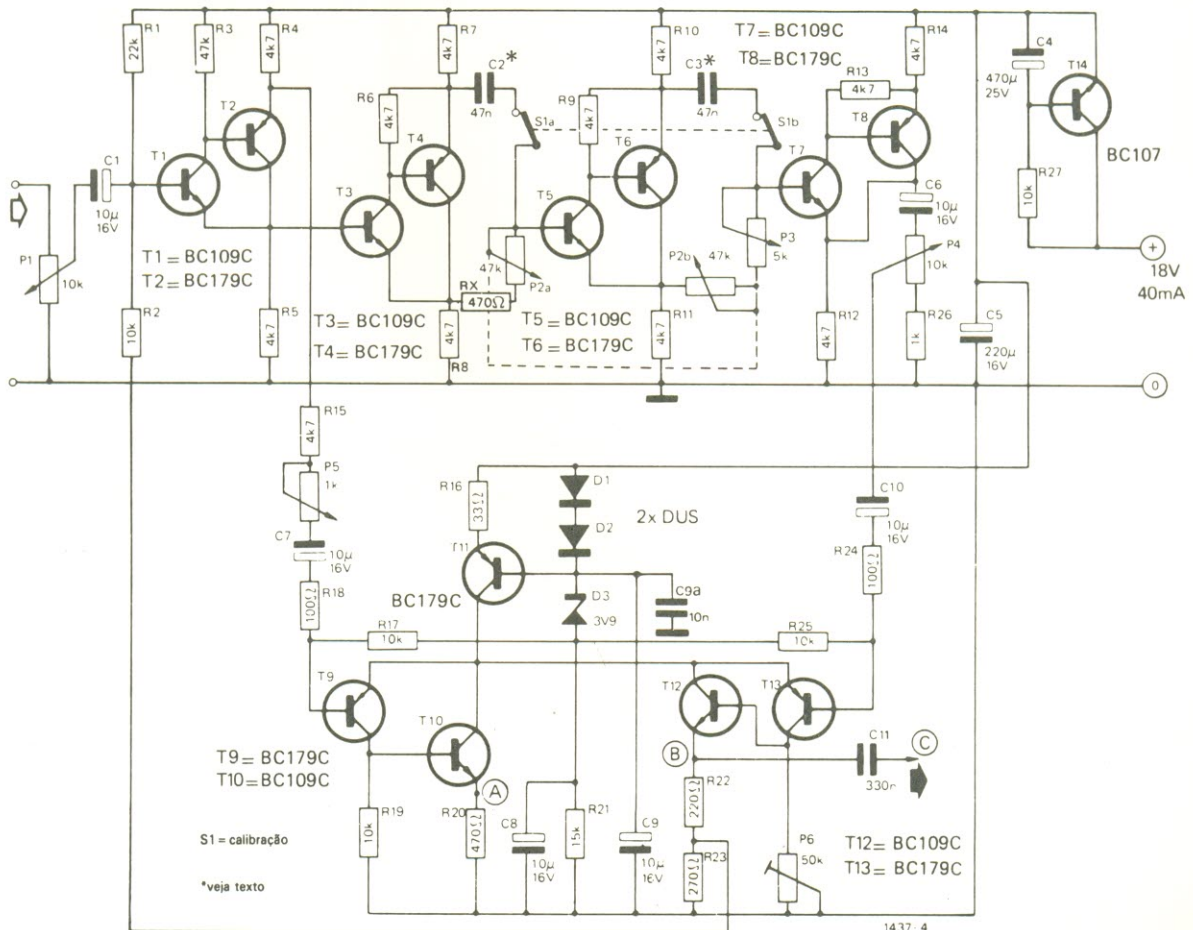 R1
22k
R3
47k
R4
4k7
R7
4k7
C2*
47n
R6
4k7
S1a
R10
4k7
C3*
47n
R9
4k7
S1b
T7= BC109C
T8= BC179C
R14
4k7
R13
4k7
C4
470µ
25V
T14
BC107
R27
10k
T1
T2
T3
T4
T5
T6
T7
T8
C1
10µ
16V
P1
10k
T1 = BC109C
T2= BC179C
R2
10k
R5
4k7
T3= BC109C
T4= BC179C
RX
470Ω
R8
4k7
47k
P2a
T5= BC109C
T6= BC179C
R11
4k7
P2b
47k
P3
5k
R12
4k7
C6
10µ
16V
P4
10k
R26
1k
C5
220µ
16V
+
18V
40mA
0
R15
4k7
P5
1k
C7
10µ
16V
R18
100Ω
R17
10k
R16
33Ω
T11
BC179C
D1
D2
2x DUS
D3
3V9
C9a
10n
C10
10µ
16V
R24
100Ω
R25
10k
T9
T10
T9= BC179C
T10= BC109C
A
R19
10k
R20
470Ω
C8
10µ
16V
R21
15k
C9
10µ
16V
T12
T13
B
R22
220Ω
R23
270Ω
C11
330n
C
P6
50k
T12= BC109C
T13= BC179C
S1= calibração
*veja texto
1437-4